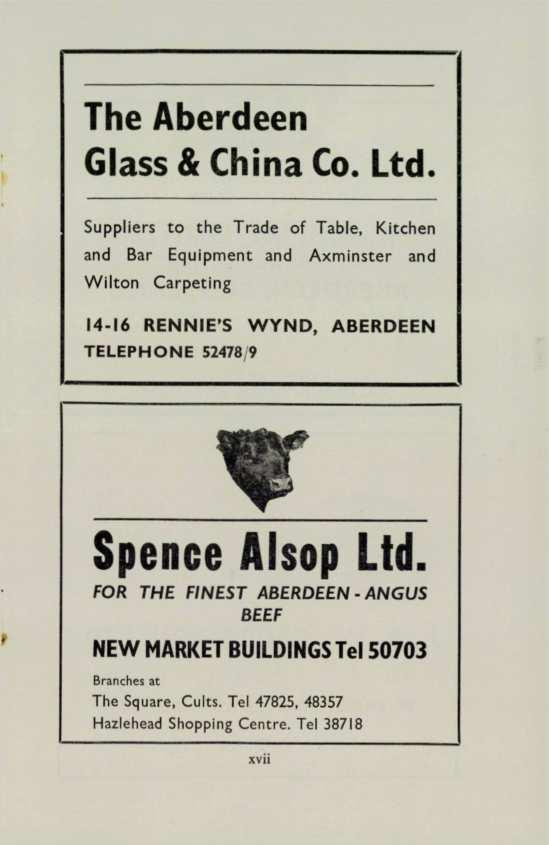 The Aberdeen
Glass & China Co. Ltd.
Suppliers to the Trade of Table, Kitchen
and Bar Equipment and Axminster and
Wilton Carpeting
14-16 RENNIE'S WYND, ABERDEEN
TELEPHONE 52478/9
Spence Alsop Ltd.
FOR THE FINEST ABERDEEN - ANGUS
BEEF
NEW MARKET BUILDINGS Tel 50703
Branches at
The Square, Cults. Tel 47825, 48357
Hazlehead Shopping Centre. Tel 38718
xvii